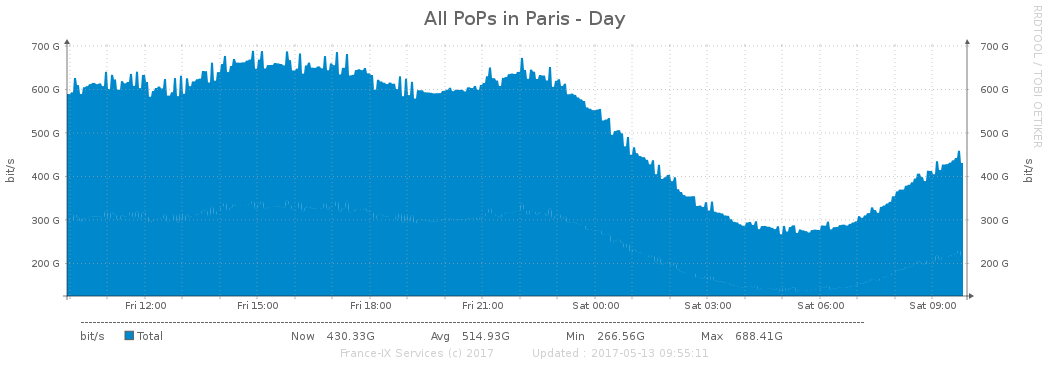 All PoPs in Paris - Day
RRDTOOL / TOBI OETIKER
700 G 700 G
600 G 600 G
500 G 500 G
400 G 400 G
300 G 300 G
200 G 200 G
bit/s bit/s
Fri 12:00 Fri 15:00 Fri 18:00 Fri 21:00 Sat 00:00 Sat 03:00 Sat 06:00 Sat 09:00
bit/s Total Now 430.33G Avg 514.93G Min 266.56G Max 688.41G
France-IX Services (c) 2017 Updated : 2017-05-13 09:55:11